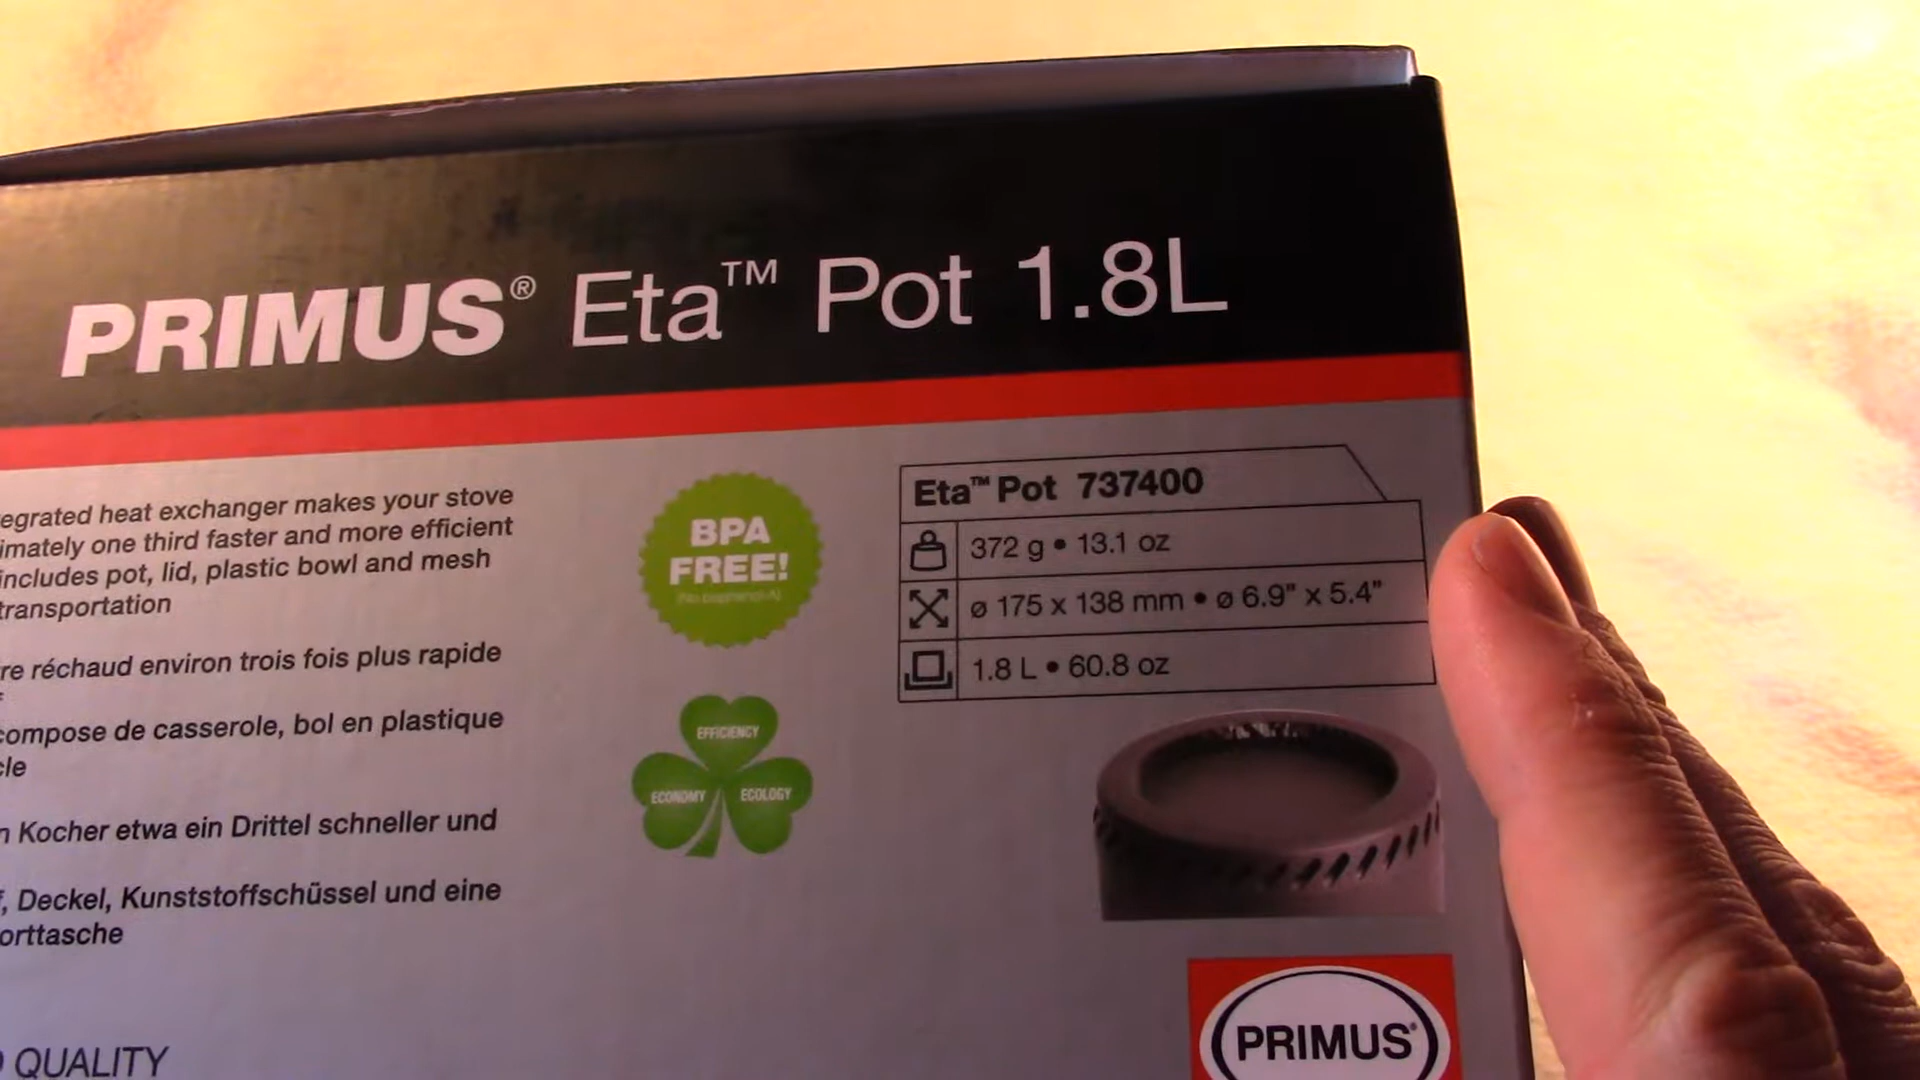 PRIMUS® Eta™ Pot 1.8L
egrated heat exchanger makes your stove
imately one third faster and more efficient
includes pot, lid, plastic bowl and mesh
transportation
re réchaud environ trois fois plus rapide
compose de casserole, bol en plastique
cle
n Kocher etwa ein Drittel schneller und
, Deckel, Kunststoffschüssel und eine
orttasche
QUALITY
BPA
FREE!
EFFICIENCY
ECONOMY
ECOLOGY
Eta™ Pot 737400
372 g • 13.1 oz
ø 175 x 138 mm • ø 6.9" x 5.4"
1.8 L • 60.8 oz
PRIMUS®